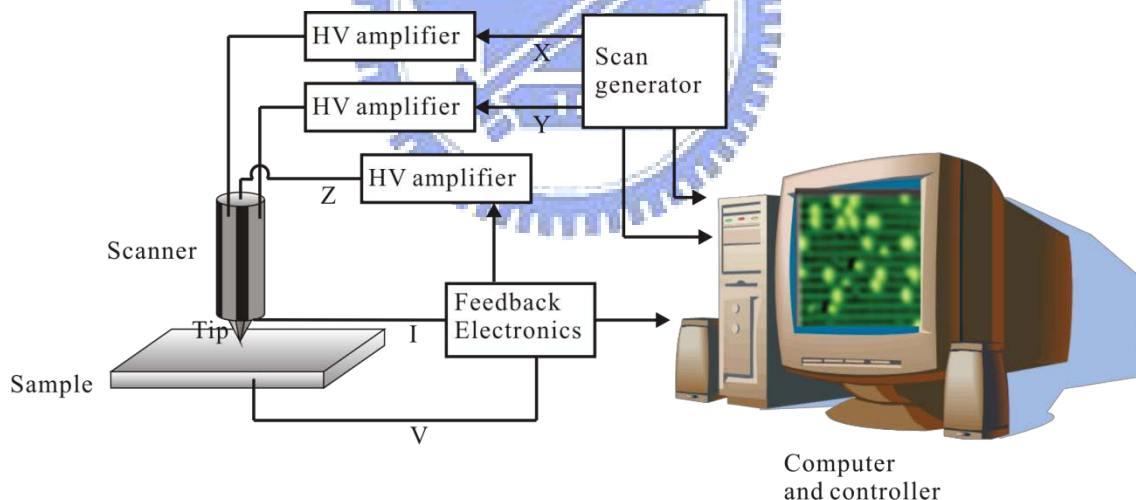 HV amplifier
X
Scan
generator
HV amplifier
Y
HV amplifier
Z
Scanner
Feedback
Electronics
Tip
I
Sample
V
Computer
and controller